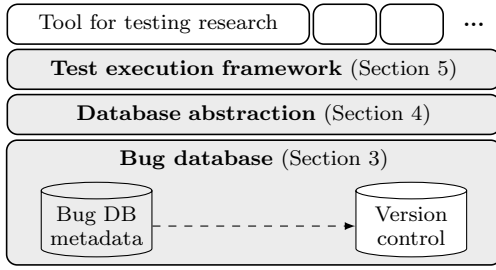 Tool for testing research
...
Test execution framework (Section 5)
Database abstraction (Section 4)
Bug database (Section 3)
Bug DB
metadata
Version
control